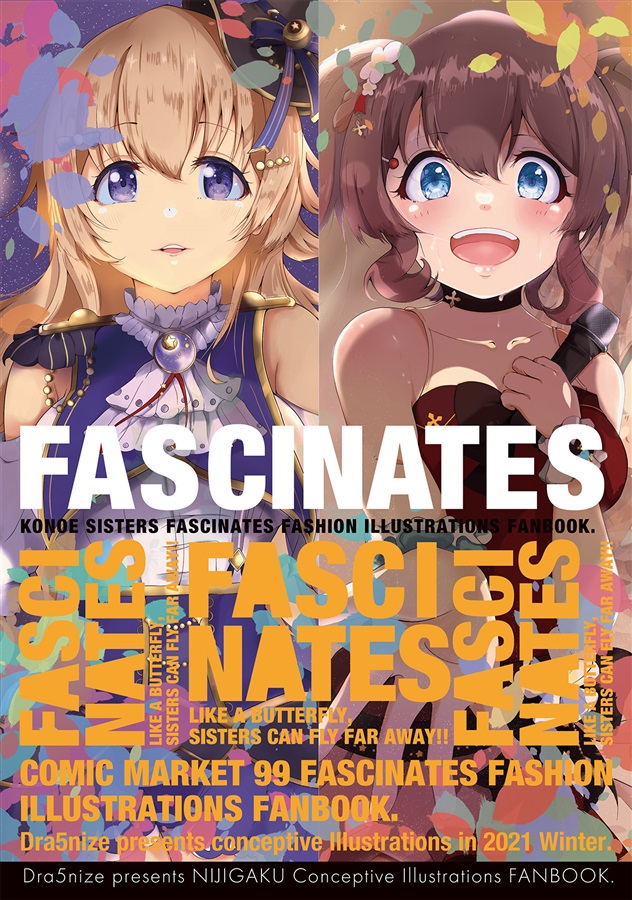 FASCINATES
KONOE SISTERS FASCINATES FASHION ILLUSTRATIONS FANBOOK.
FASCI
NATES
LIKE A BUTTERFLY,
SISTERS CAN FLY FAR AWAY!!
FASCI
NATES
LIKE A BUTTERFLY,
SISTERS CAN FLY FAR AWAY!!
FASCI
NATES
LIKE A BUTTERFLY,
SISTERS CAN FLY FAR AWAY!!
COMIC MARKET 99 FASCINATES FASHION
ILLUSTRATIONS FANBOOK.
Dra5nize presents conceptive Illustrations in 2021 Winter.
Dra5nize presents NIJIGAKU Conceptive Illustrations FANBOOK.